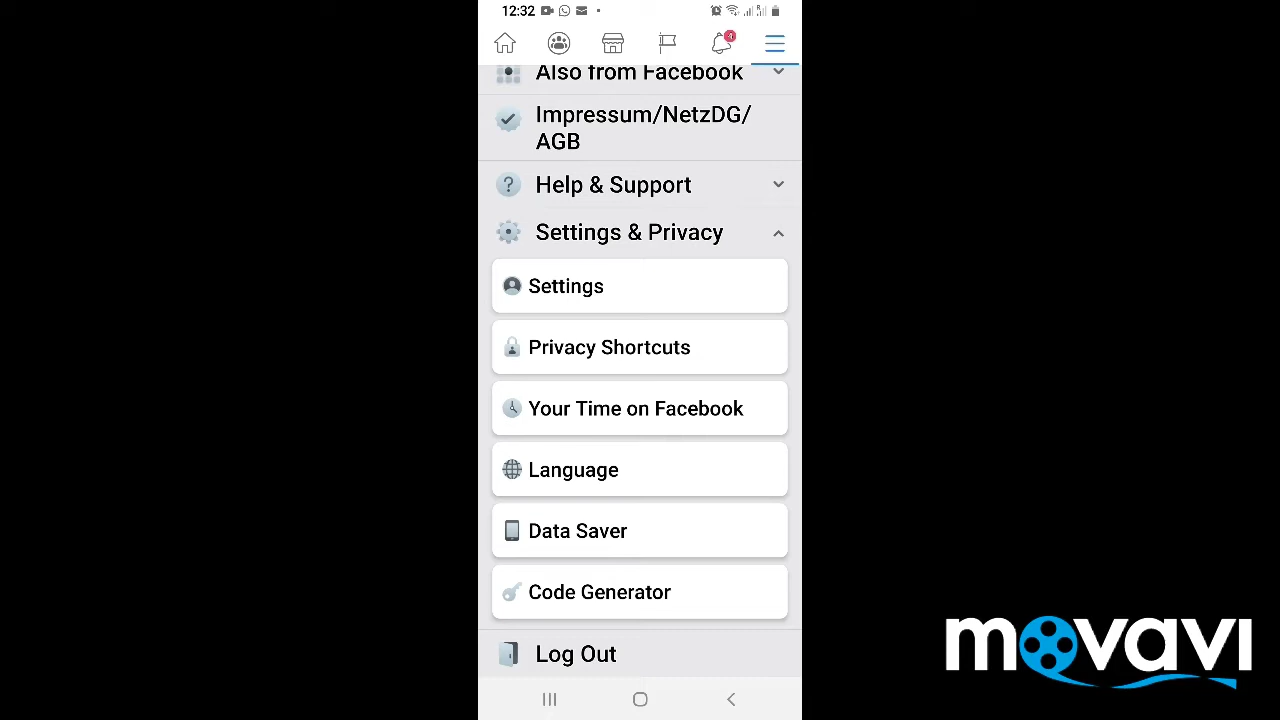 12:32
Also from Facebook
Impressum/NetzDG/
AGB
Help & Support
Settings & Privacy
Settings
Privacy Shortcuts
Your Time on Facebook
Language
Data Saver
Code Generator
Log Out
movavi